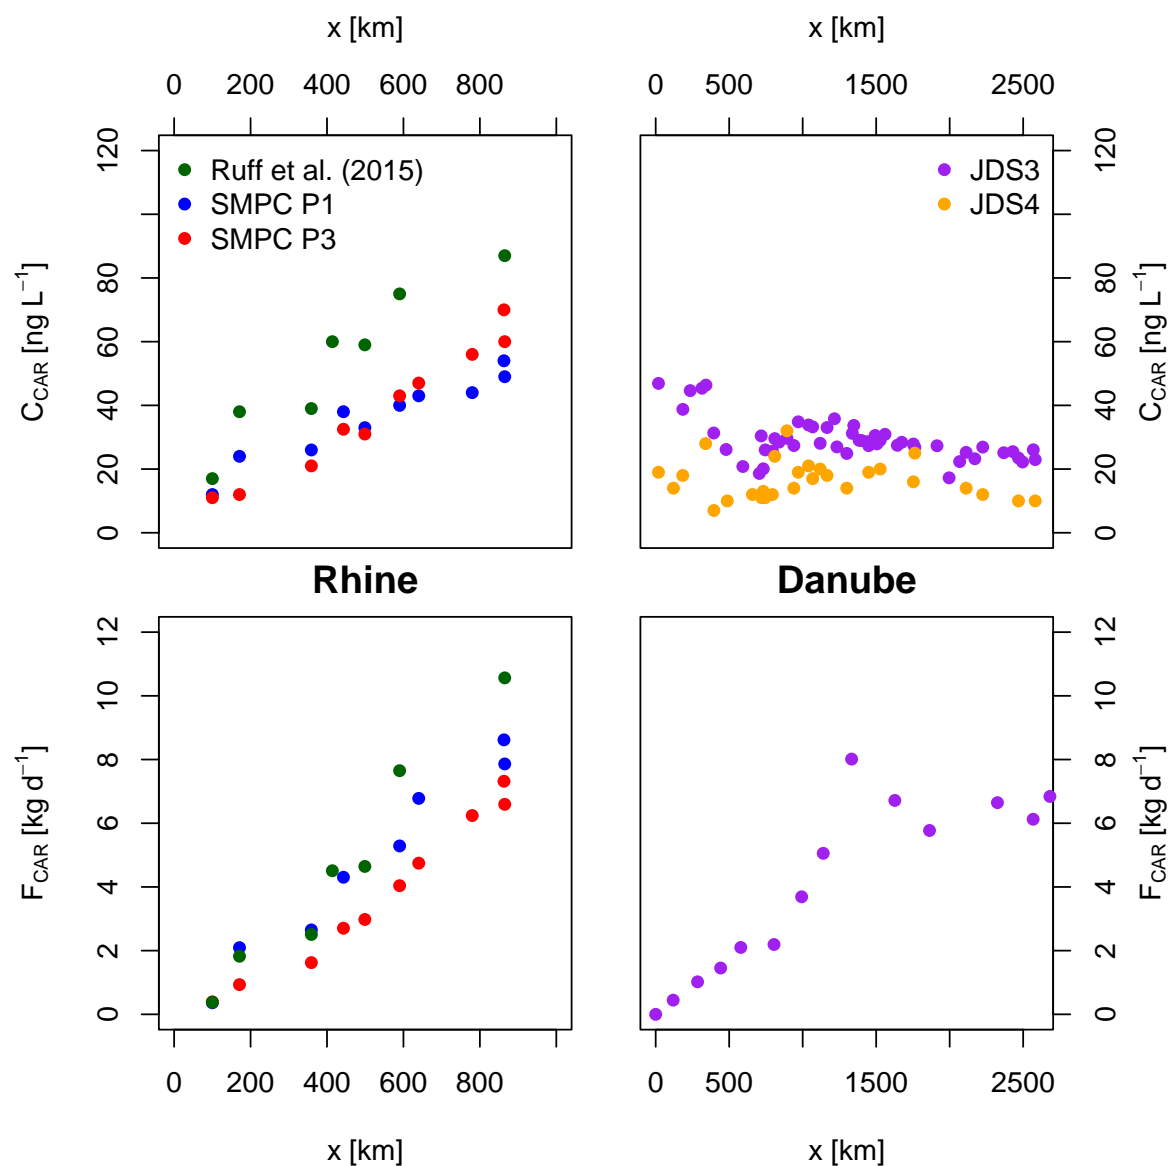 x [km]
x [km]
0 200 400 600 800
0 500 1500 2500
C_CAR [ng L⁻¹]
120
80
60
40
20
0
Ruff et al. (2015)
SMPC P1
SMPC P3
JDS3
JDS4
120
80
60
40
20
0
C_CAR [ng L⁻¹]
Rhine
Danube
F_CAR [kg d⁻¹]
12
10
8
6
4
2
0
12
10
8
6
4
2
0
F_CAR [kg d⁻¹]
0 200 400 600 800
0 500 1500 2500
x [km]
x [km]